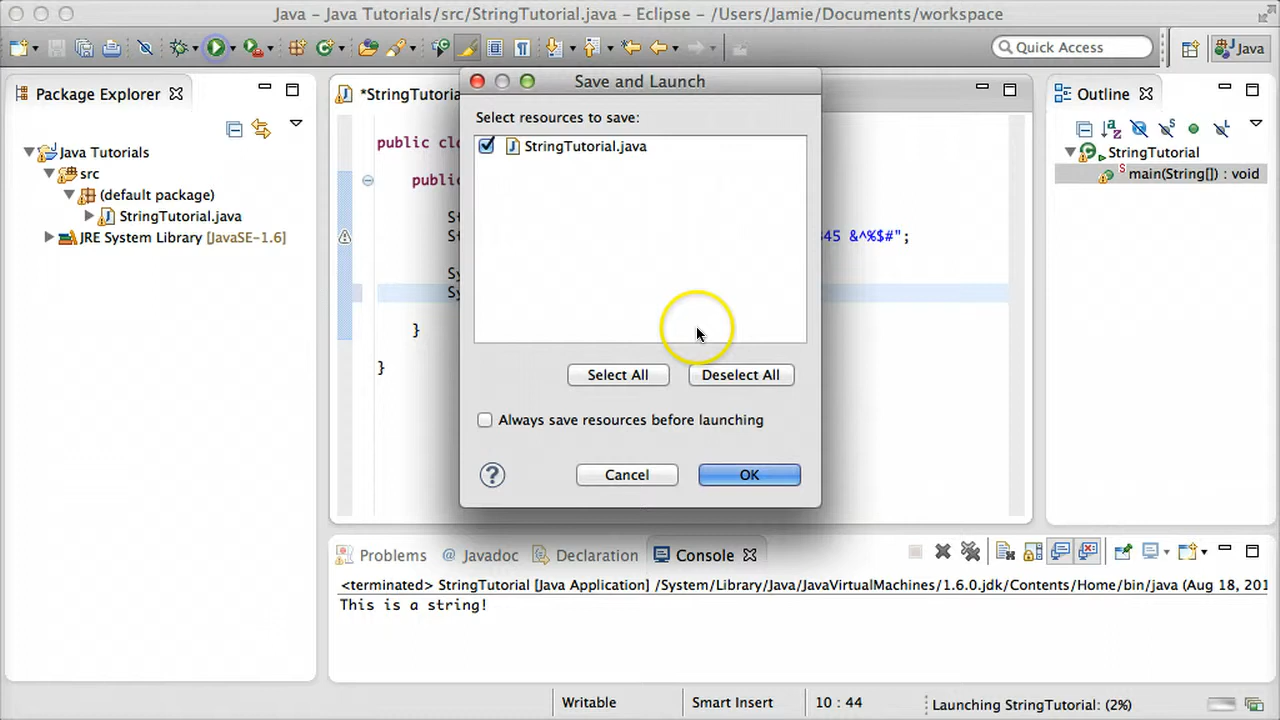 Java - Java Tutorials/src/StringTutorial.java - Eclipse - /Users/Jamie/Documents/workspace
Quick Access
Java
Package Explorer
Java Tutorials
src
(default package)
StringTutorial.java
JRE System Library [JavaSE-1.6]
*StringTutoria
public cl
public
S
S
345 &^%$#";
Sy
Sy
}
}
Save and Launch
Select resources to save:
StringTutorial.java
Select All
Deselect All
Always save resources before launching
?
Cancel
OK
Outline
StringTutorial
main(String[]) : void
Problems
@ Javadoc
Declaration
Console
<terminated> StringTutorial [Java Application] /System/Library/Java/JavaVirtualMachines/1.6.0.jdk/Contents/Home/bin/java (Aug 18, 201
This is a string!
Writable
Smart Insert
10 : 44
Launching StringTutorial: (2%)